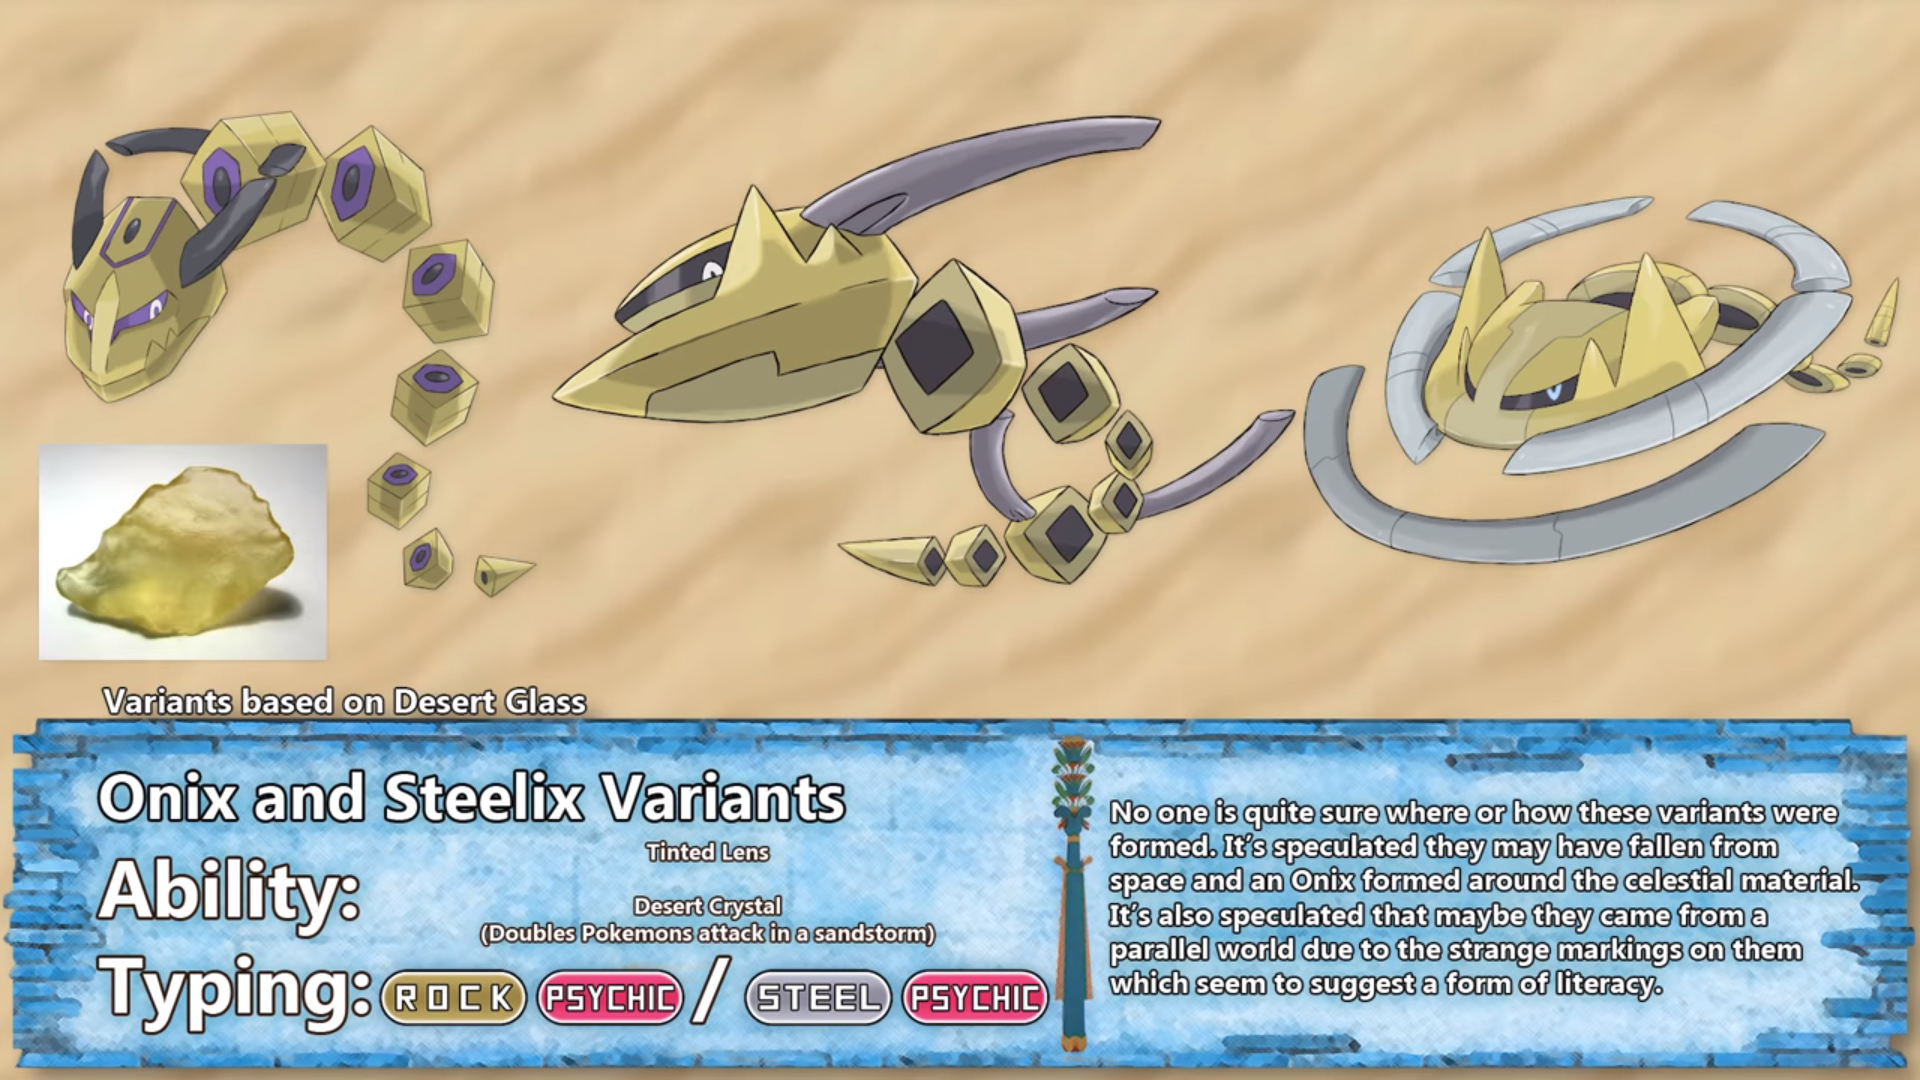 Variants based on Desert Glass
Onix and Steelix Variants
Ability:
Tinted Lens
Desert Crystal
(Doubles Pokemons attack in a sandstorm)
Typing: ROCK PSYCHIC / STEEL PSYCHIC
No one is quite sure where or how these variants were
formed. It's speculated they may have fallen from
space and an Onix formed around the celestial material.
It's also speculated that maybe they came from a
parallel world due to the strange markings on them
which seem to suggest a form of literacy.